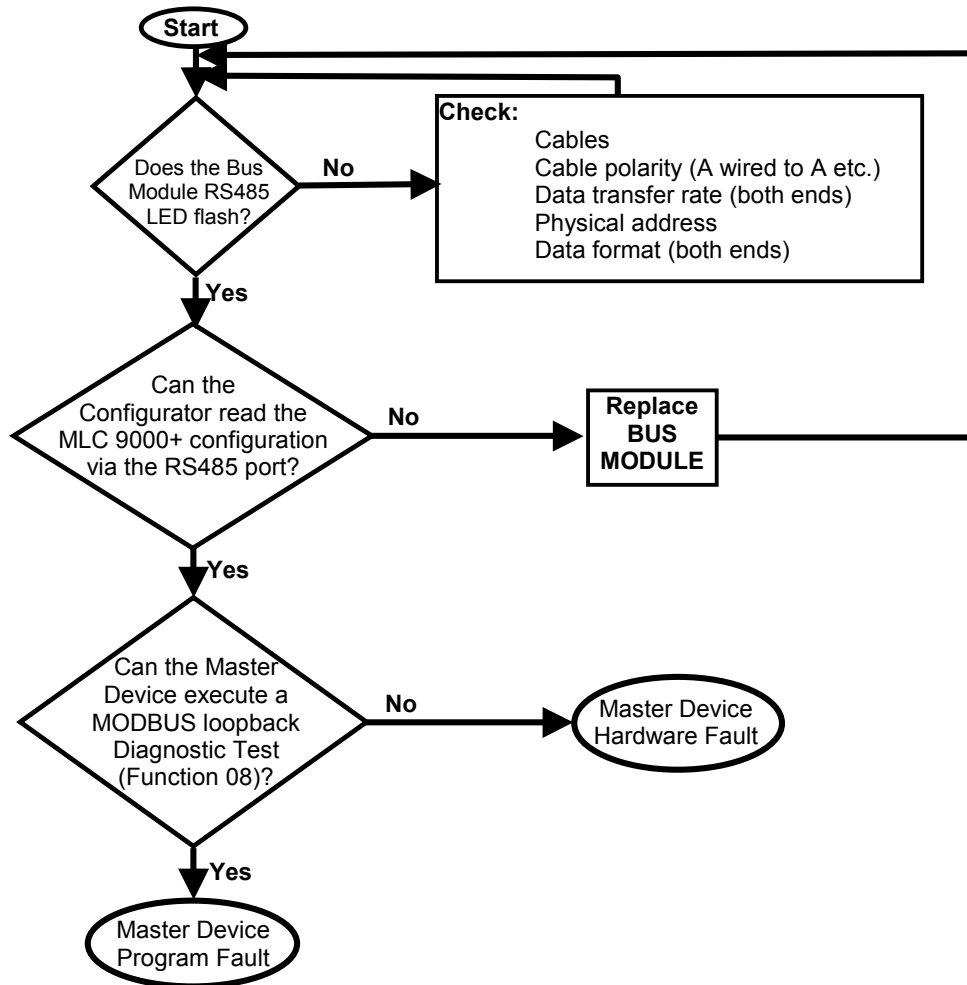 Start
Does the Bus
Module RS485
LED flash?
No
Check:
Cables
Cable polarity (A wired to A etc.)
Data transfer rate (both ends)
Physical address
Data format (both ends)
Yes
Can the
Configurator read the
MLC 9000+ configuration
via the RS485 port?
No
Replace
BUS
MODULE
Yes
Can the Master
Device execute a
MODBUS loopback
Diagnostic Test
(Function 08)?
No
Master Device
Hardware Fault
Yes
Master Device
Program Fault